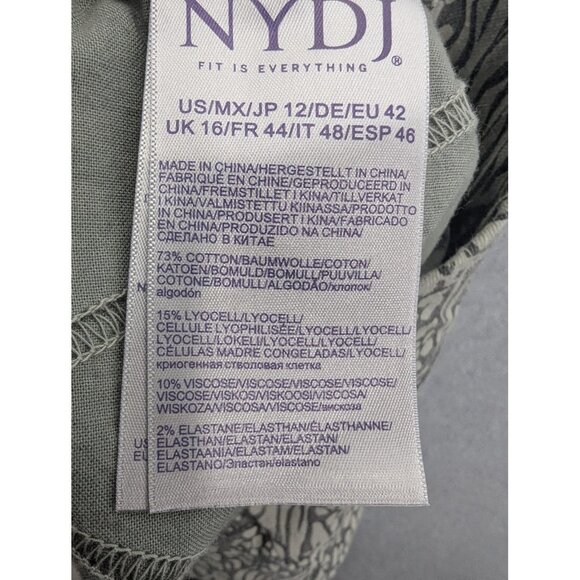 NYDJ
FIT IS EVERYTHING ®
US/MX/JP 12/DE/EU 42
UK 16/FR 44/IT 48/ESP 46
MADE IN CHINA/HERGESTELLT IN CHINA/
FABRIQUÉ EN CHINE/GEPRODUCEERD IN
CHINA/FREMSTILLET I KINA/TILLVERKAT
I KINA/VALMISTETTU KIINASSA/PRODOTTO
IN CHINA/PRODUSERT I KINA/FABRICADO
EN CHINA/PRODUZIDO NA CHINA/
СДЕЛАНО В КИТАЕ
73% COTTON/BAUMWOLLE/COTON/
KATOEN/BOMULD/BOMULL/PUUVILLA/
COTONE/BOMULL/ALGODÃO/хлопок/
algodón
15% LYOCELL/LYOCELL/
CELLULE LYOPHILISÉE/LYOCELL/LYOCELL/
LYOCELL/LOKELI/LYOCELL/LYOCELL/
CÉLULAS MADRE CONGELADAS/LYOCELL/
криогенная стволовая клетка
10% VISCOSE/VISCOSE/VISCOSE/VISCOSE/
VISCOSE/VISKOS/VISKOOSI/VISCOSA/
WISKOZA/VISCOSA/VISCOSE/вискоза
2% ELASTANE/ELASTHAN/ÉLASTHANNE/
ELASTHAN/ELASTAN/ELASTAN/
ELASTAANIA/ELASTAM/ELASTAN/
ELASTANO/Эластан/elastano
US
EU